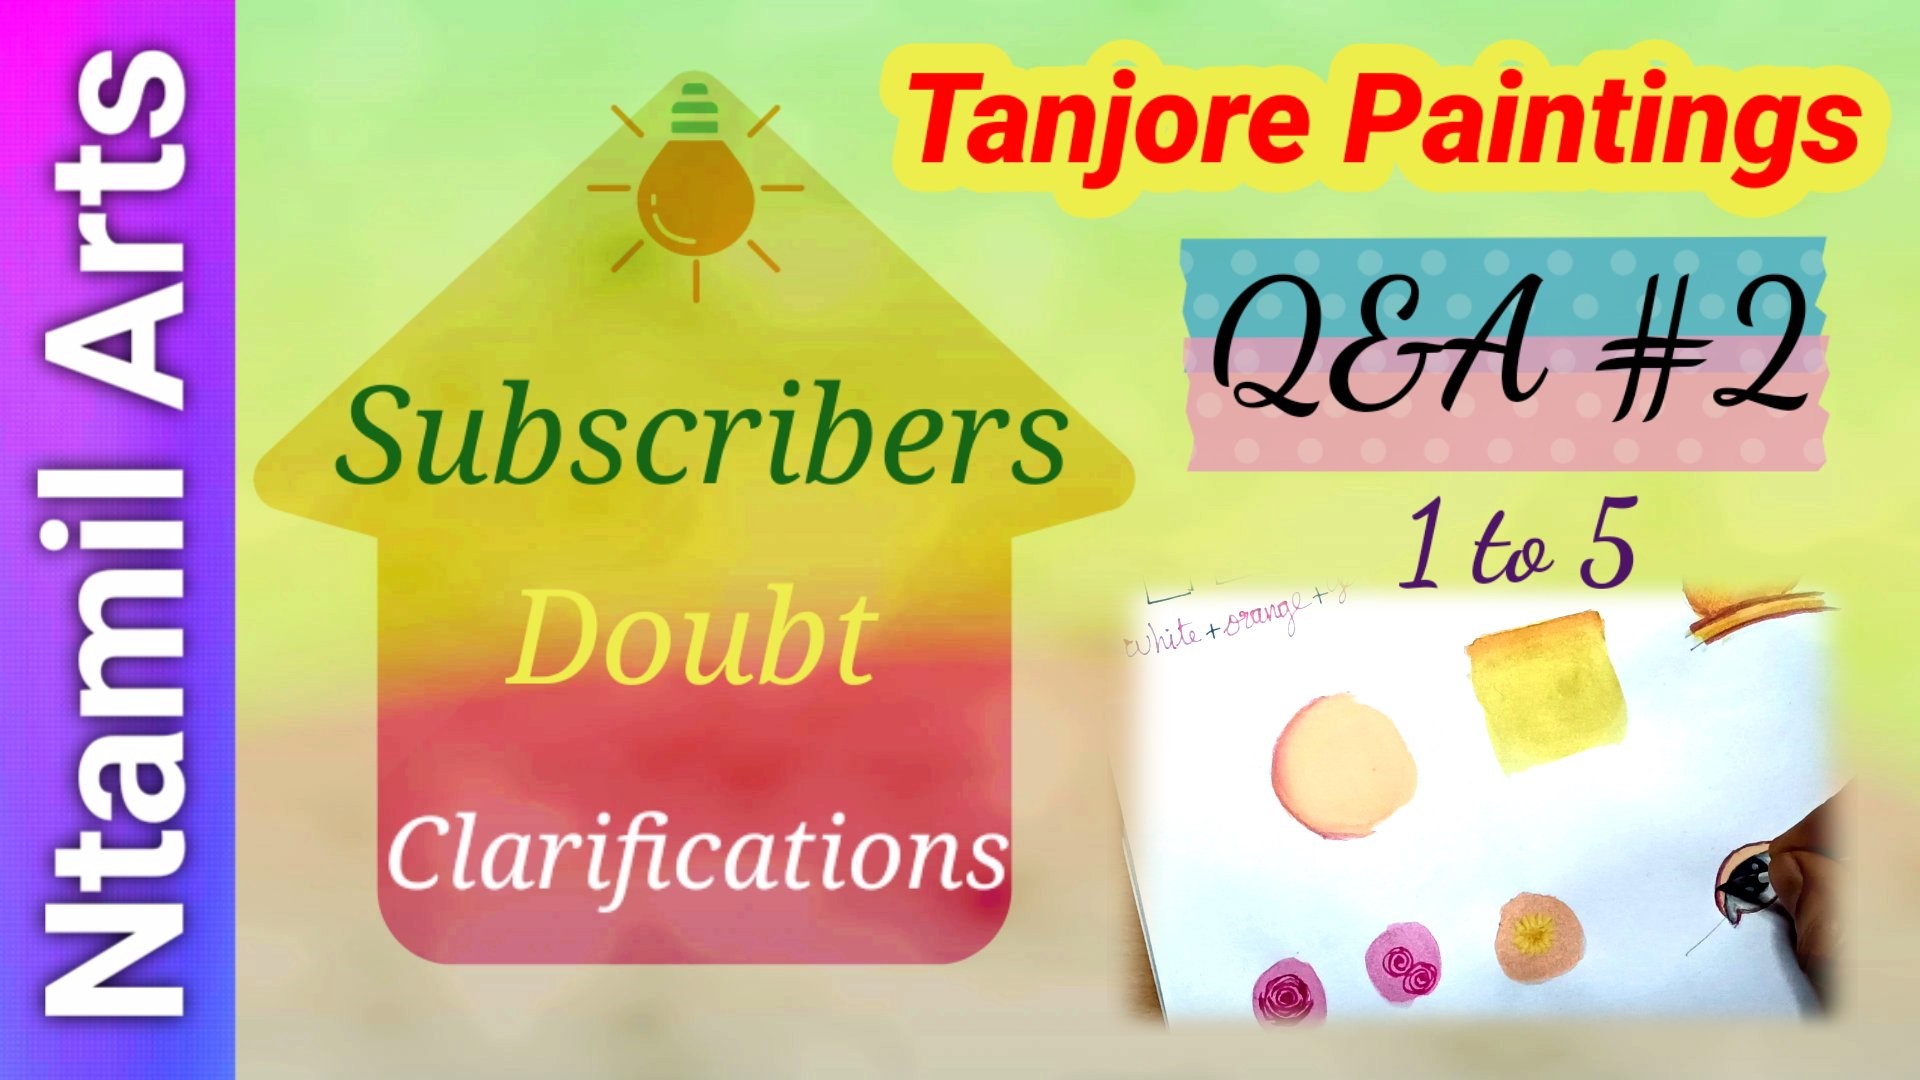 Ntamil Arts
Tanjore Paintings
Q&A #2
1 to 5
Subscribers
Doubt
Clarifications
white + orange + y